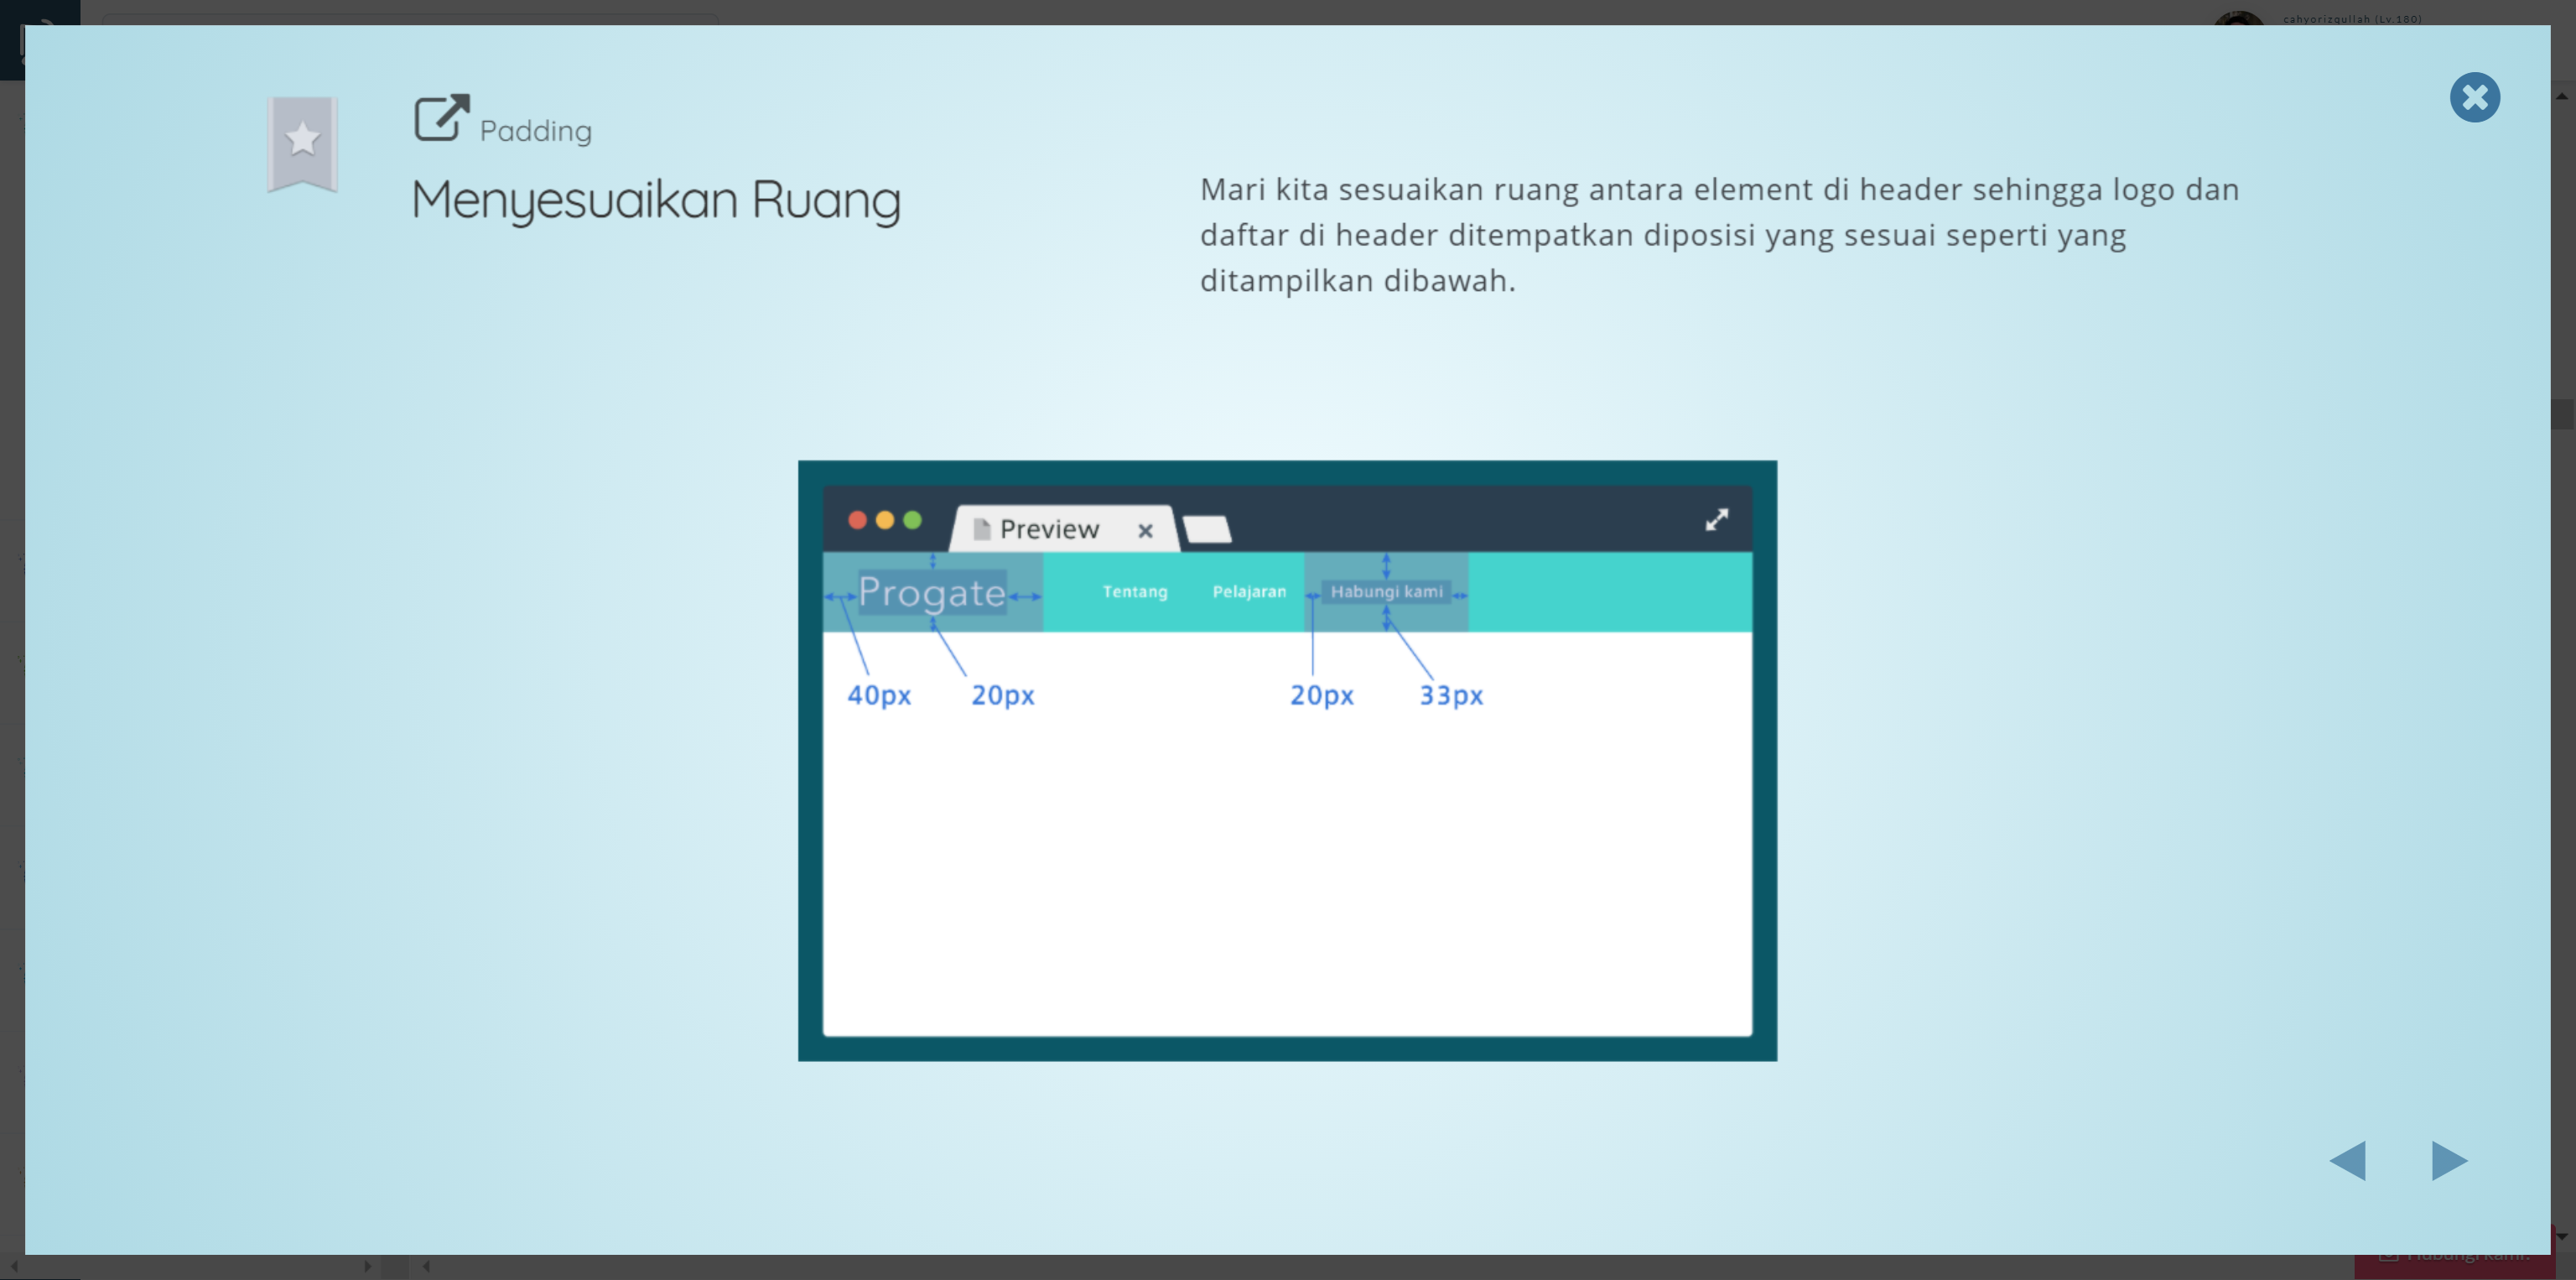 cahyorizqullah (Lv.180)
Padding
Menyesuaikan Ruang
Mari kita sesuaikan ruang antara element di header sehingga logo dan
daftar di header ditempatkan diposisi yang sesuai seperti yang
ditampilkan dibawah.
Preview
Progate Tentang Pelajaran Habungi kami
40px 20px 20px 33px
Hubungi kami!